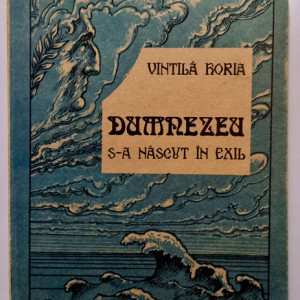 VINTILĂ HORIA
DUMNEZEU
S-A NĂSCUT ÎN EXIL